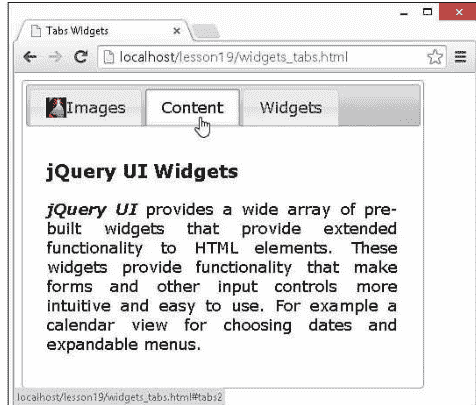 Tabs Widgets
localhost/lesson19/widgets_tabs.html
Images
Content
Widgets
jQuery UI Widgets
jQuery UI provides a wide array of pre-
built widgets that provide extended
functionality to HTML elements. These
widgets provide functionality that make
forms and other input controls more
intuitive and easy to use. For example a
calendar view for choosing dates and
expandable menus.
localhost/lesson19/widgets_tabs.html#tabs2